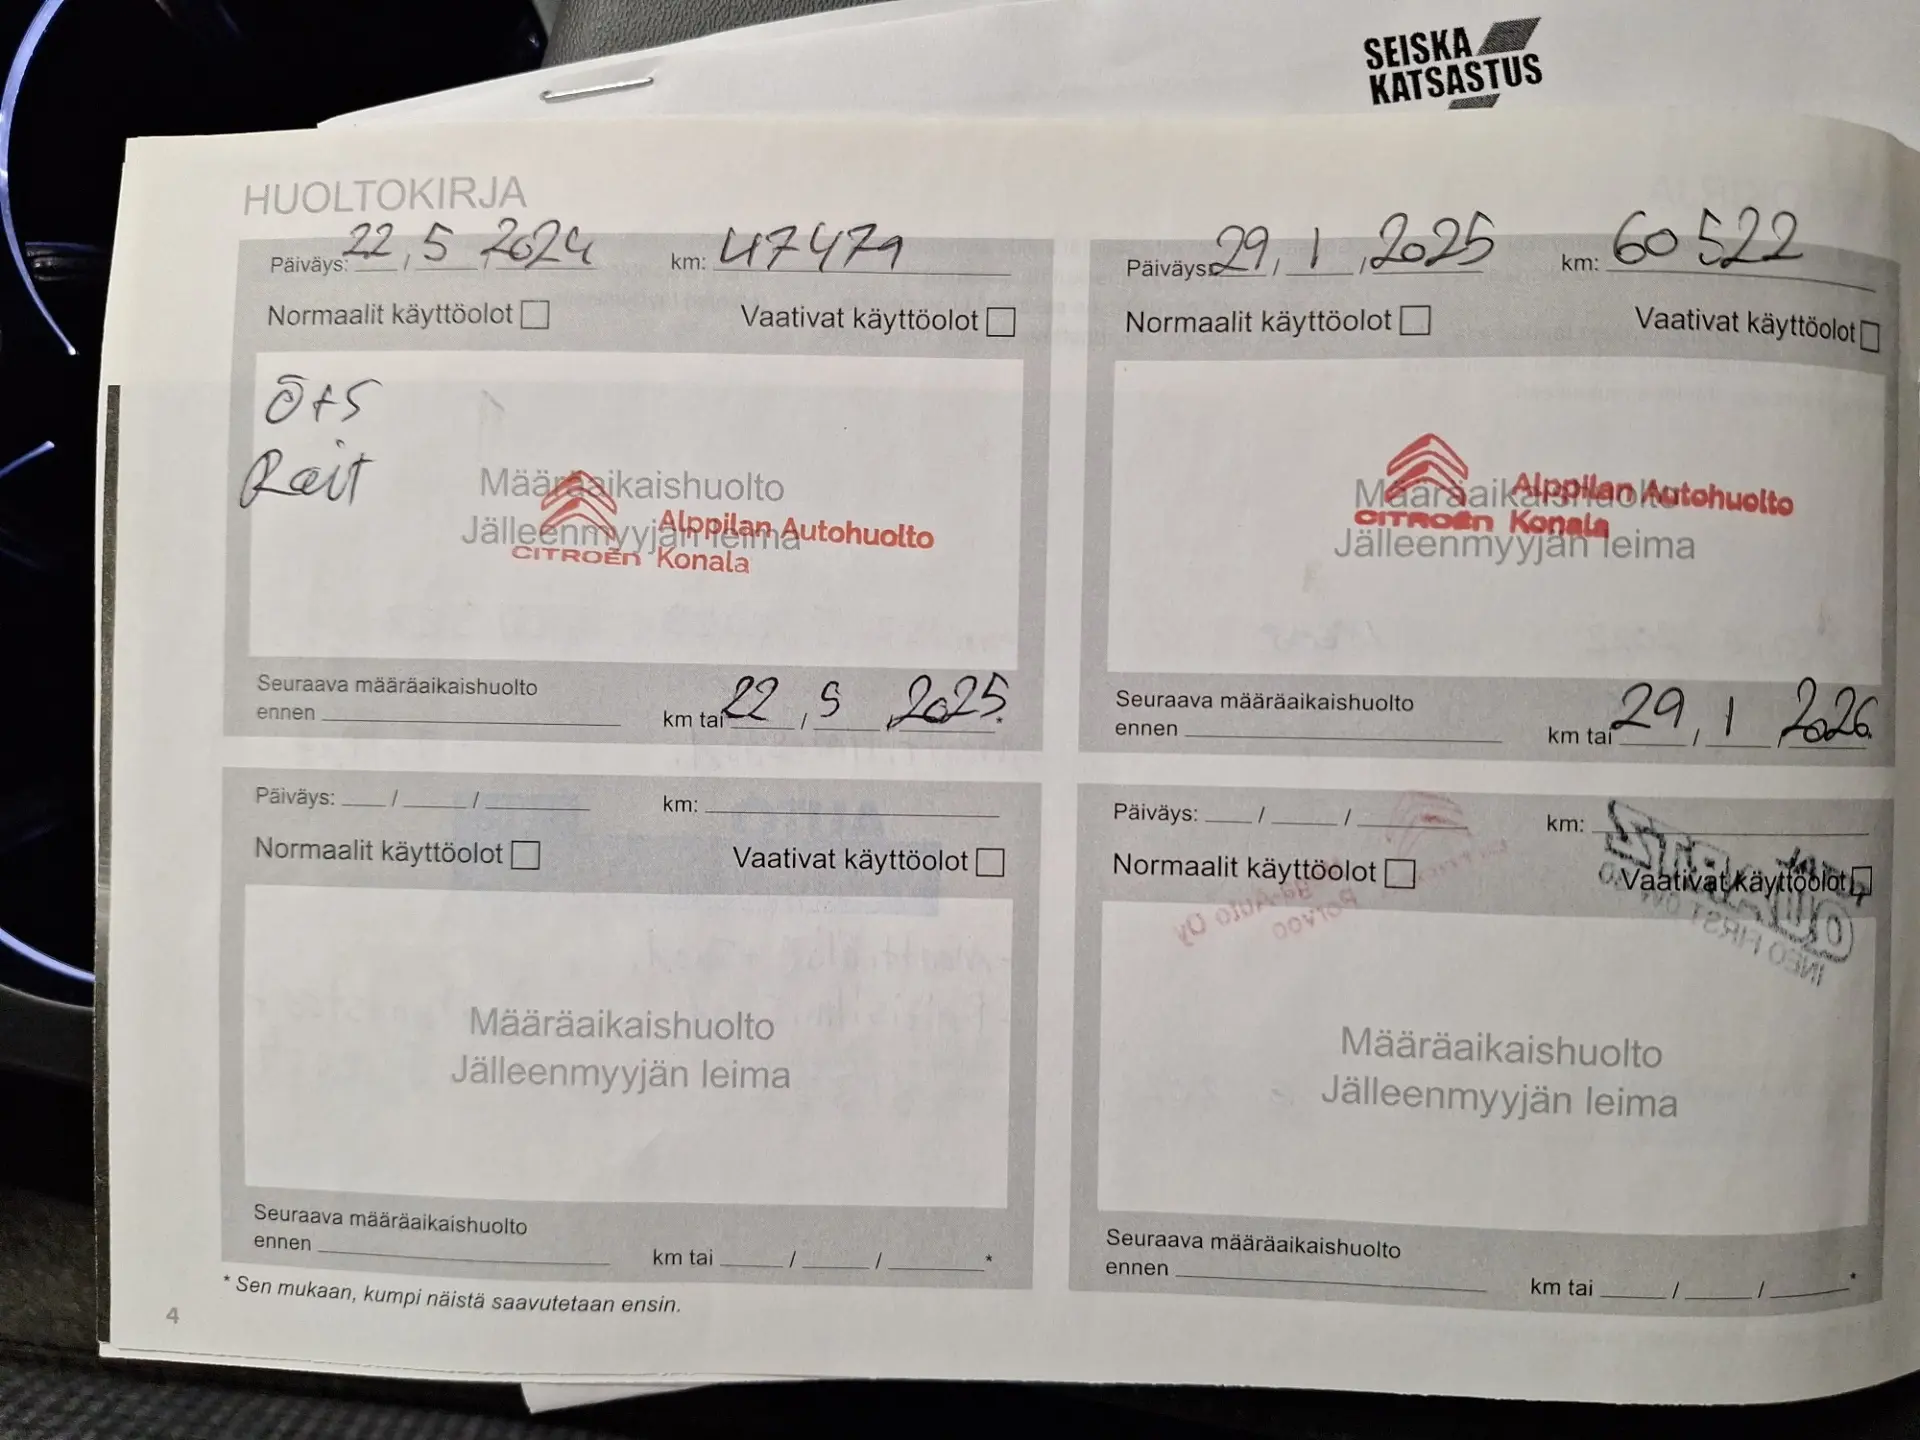 SEISKA
KATSASTUS
HUOLTOKIRJA
Päiväys: 22 / 5 / 2024 km: 47479
Normaalit käyttöolot Vaativat käyttöolot
Ö+S
Rait
Määräaikaishuolto
Jälleenmyyjän leima
Alppilan Autohuolto
CITROËN Konala
Seuraava määräaikaishuolto
ennen km tai 22 / 5 / 2025 *
Päiväys: 29 / 1 / 2025 km: 60522
Normaalit käyttöolot Vaativat käyttöolot
Määräaikaishuolto
Jälleenmyyjän leima
Alppilan Autohuolto
CITROËN Konala
Seuraava määräaikaishuolto
ennen km tai 29 / 1 / 2026
Päiväys: / / km:
Normaalit käyttöolot Vaativat käyttöolot
Määräaikaishuolto
Jälleenmyyjän leima
Seuraava määräaikaishuolto
ennen km tai / / *
Päiväys: / / km:
Normaalit käyttöolot Vaativat käyttöolot
Määräaikaishuolto
Jälleenmyyjän leima
Seuraava määräaikaishuolto
ennen km tai / / *
* Sen mukaan, kumpi näistä saavutetaan ensin.
4